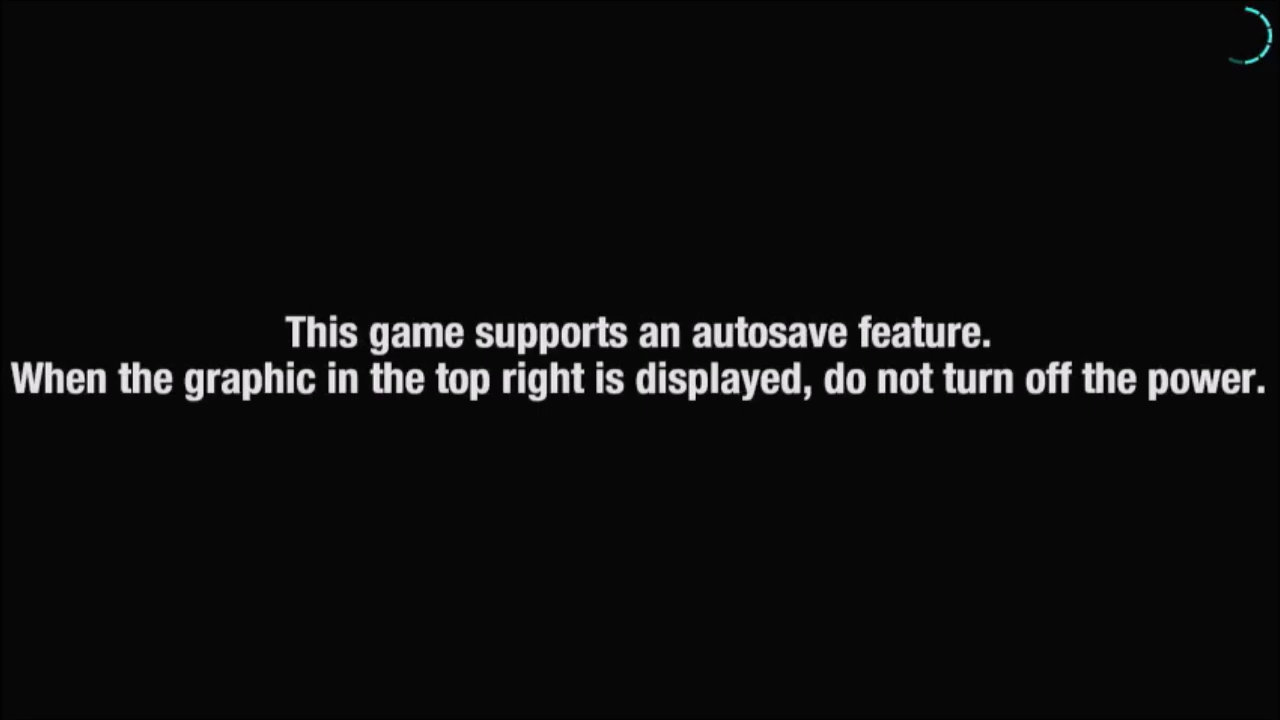 This game supports an autosave feature.
When the graphic in the top right is displayed, do not turn off the power.